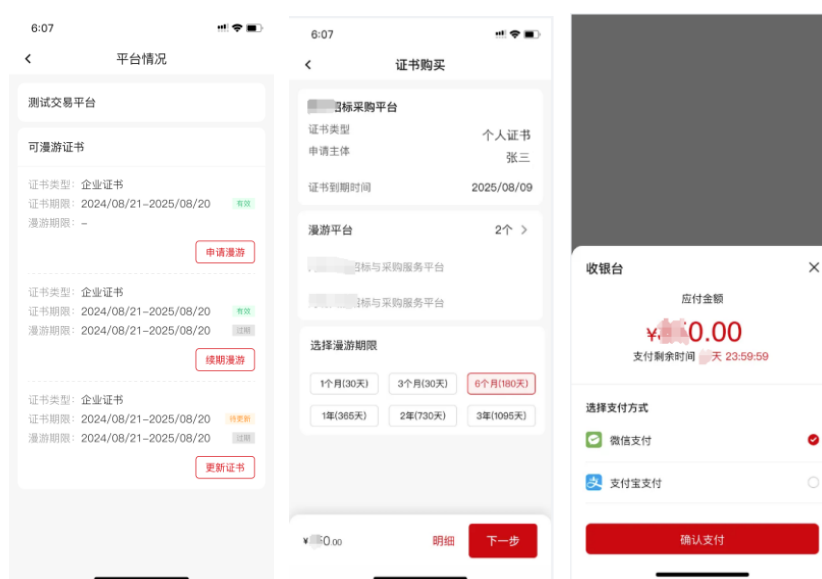 6:07
平台情况
测试交易平台
可漫游证书
证书类型: 企业证书
证书期限: 2024/08/21-2025/08/20 有效
漫游期限: -
申请漫游
证书类型: 企业证书
证书期限: 2024/08/21-2025/08/20 有效
漫游期限: 2024/08/21-2025/08/20 过期
续期漫游
证书类型: 企业证书
证书期限: 2024/08/21-2025/08/20 待更新
漫游期限: 2024/08/21-2025/08/20 过期
更新证书
6:07
证书购买
招标采购平台
证书类型 个人证书
申请主体 张三
证书到期时间 2025/08/09
漫游平台 2个
招标与采购服务平台
招标与采购服务平台
选择漫游期限
1个月(30天) 3个月(30天) 6个月(180天)
1年(365天) 2年(730天) 3年(1095天)
¥ 0.00 明细 下一步
收银台
应付金额
¥ 0.00
支付剩余时间 天 23:59:59
选择支付方式
微信支付
支 支付宝支付
确认支付